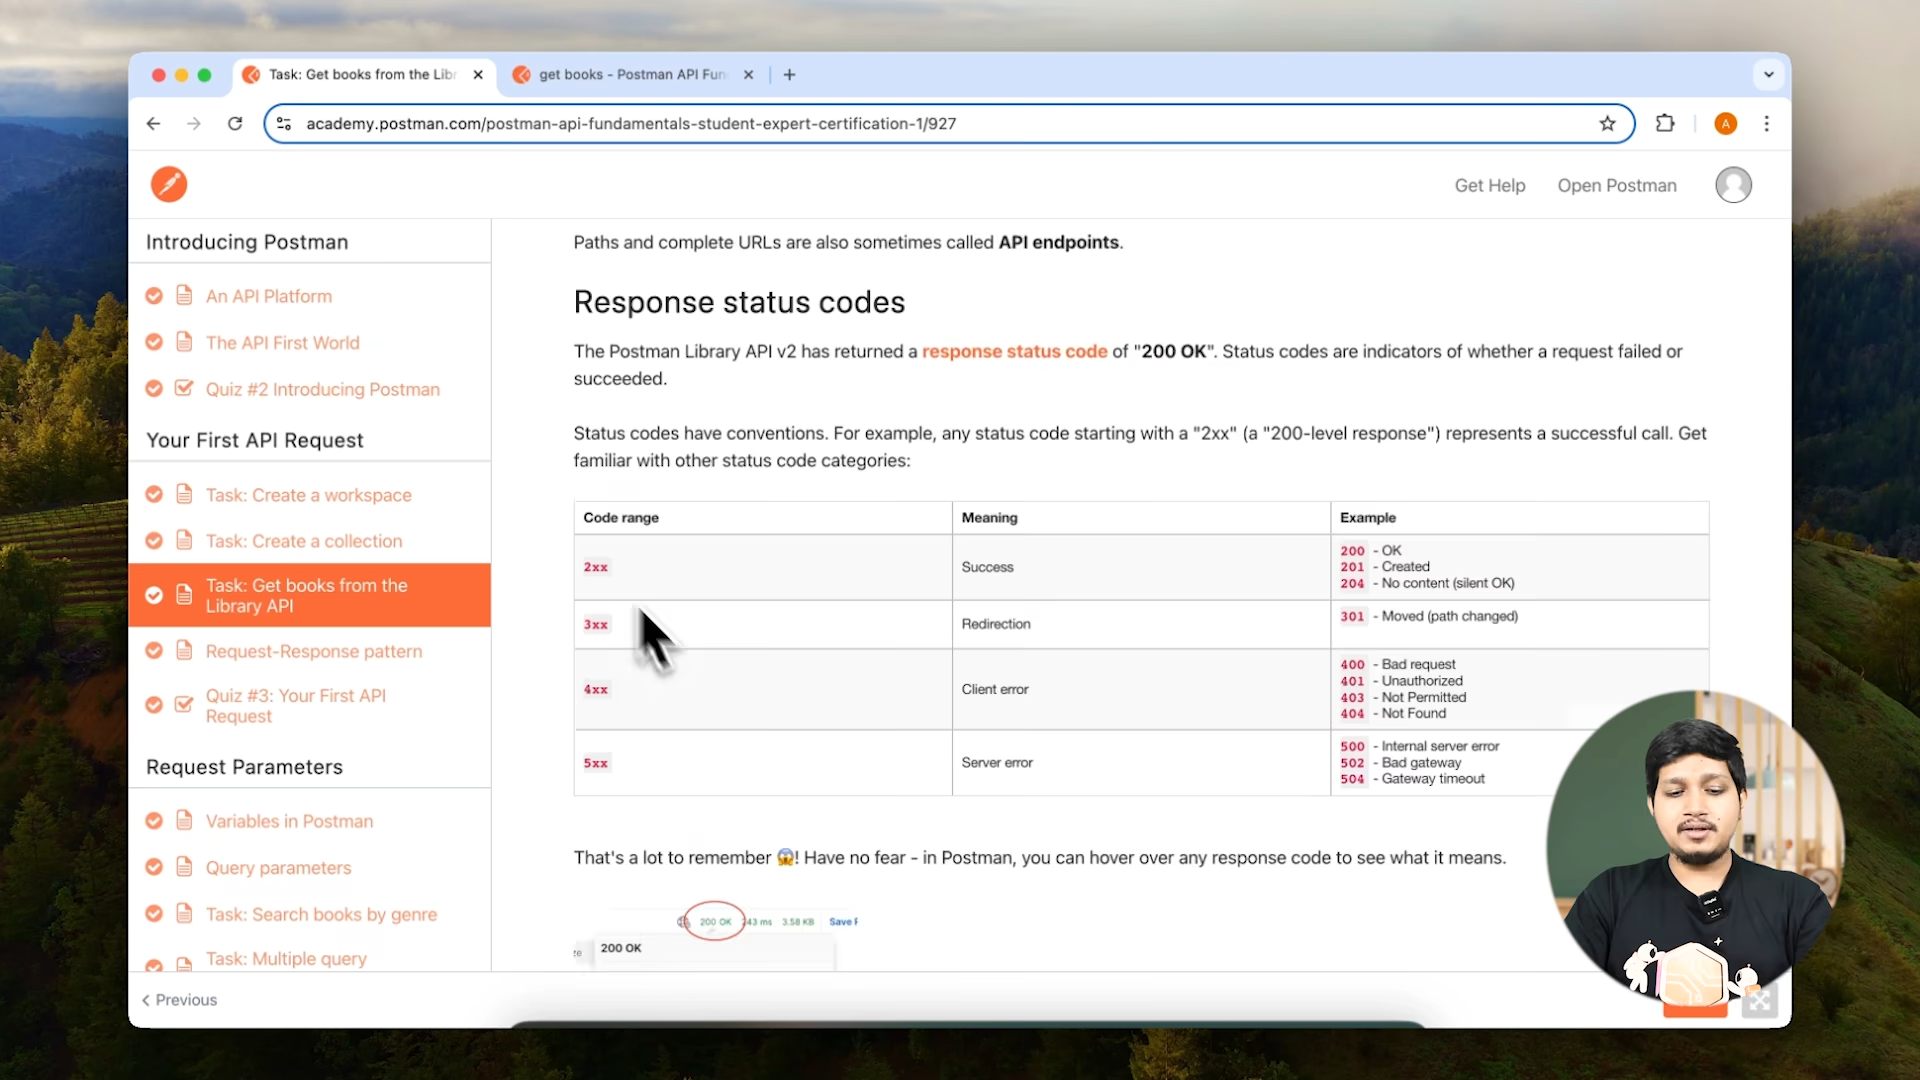 Task: Get books from the Libr
get books - Postman API Fun
academy.postman.com/postman-api-fundamentals-student-expert-certification-1/927
A
Get Help
Open Postman
Introducing Postman
An API Platform
The API First World
Quiz #2 Introducing Postman
Your First API Request
Task: Create a workspace
Task: Create a collection
Task: Get books from the
Library API
Request-Response pattern
Quiz #3: Your First API
Request
Request Parameters
Variables in Postman
Query parameters
Task: Search books by genre
Task: Multiple query
Previous
Paths and complete URLs are also sometimes called API endpoints.
Response status codes
The Postman Library API v2 has returned a response status code of "200 OK". Status codes are indicators of whether a request failed or
succeeded.
Status codes have conventions. For example, any status code starting with a "2xx" (a "200-level response") represents a successful call. Get
familiar with other status code categories:
Code range Meaning Example
2xx Success 200 - OK
201 - Created
204 - No content (silent OK)
3xx Redirection 301 - Moved (path changed)
4xx Client error 400 - Bad request
401 - Unauthorized
403 - Not Permitted
404 - Not Found
5xx Server error 500 - Internal server error
502 - Bad gateway
504 - Gateway timeout
That's a lot to remember 😱! Have no fear - in Postman, you can hover over any response code to see what it means.
200 OK 243 ms 3.58 KB Save R
ze
200 OK